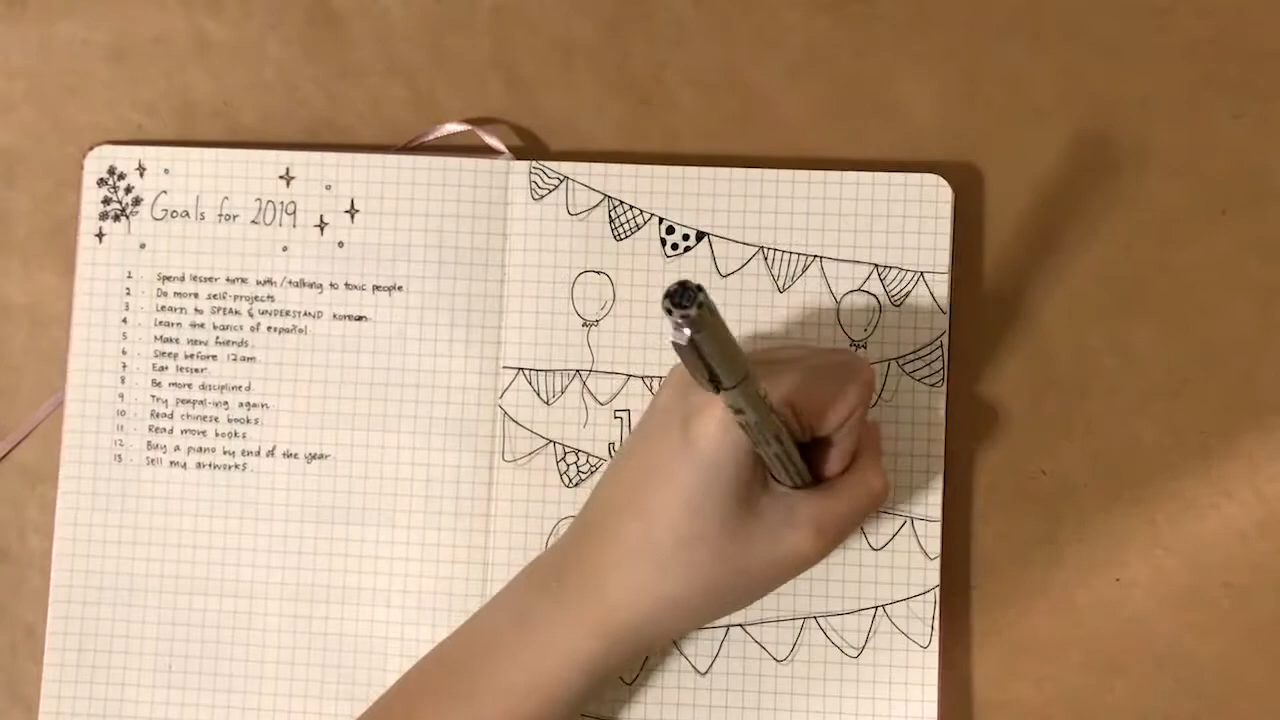 Goals for 2019
1. Spend lesser time with/talking to toxic people.
2. Do more self-projects
3. Learn to SPEAK & UNDERSTAND korean.
4. Learn the basics of español.
5. Make new friends.
6. Sleep before 12am.
7. Eat lesser.
8. Be more disciplined.
9. Try penpal-ing again.
10. Read chinese books.
11. Read more books.
12. Buy a piano by end of the year.
13. Sell my artworks.
J